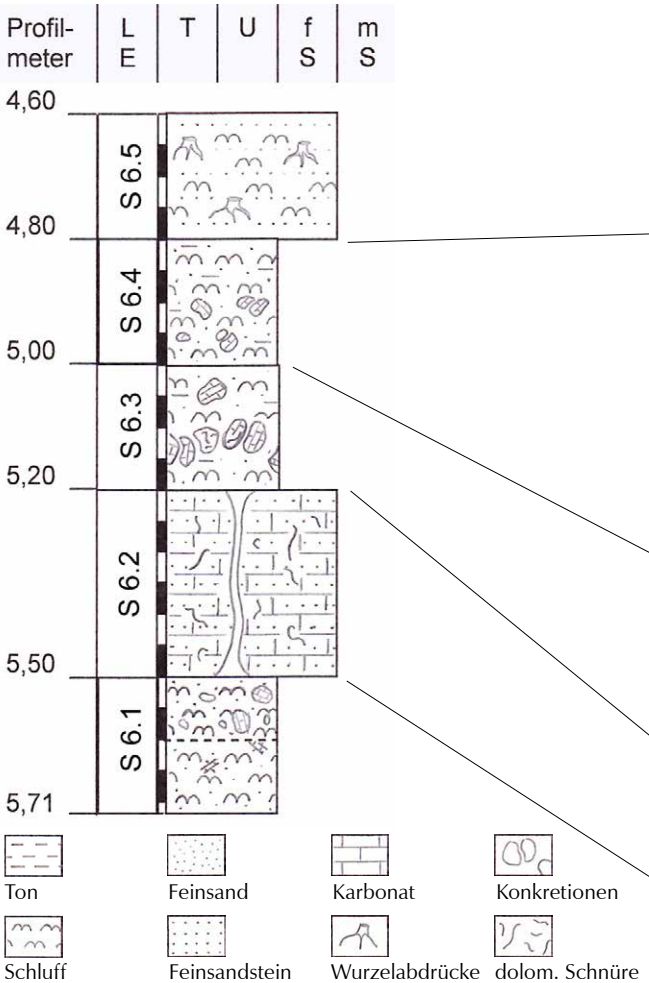 Profil- L T U f m
meter E S S
4,60
S 6.5
4,80
S 6.4
5,00
S 6.3
5,20
S 6.2
5,50
S 6.1
5,71
Ton Feinsand Karbonat Konkretionen
Schluff Feinsandstein Wurzelabdrücke dolom. Schnüre